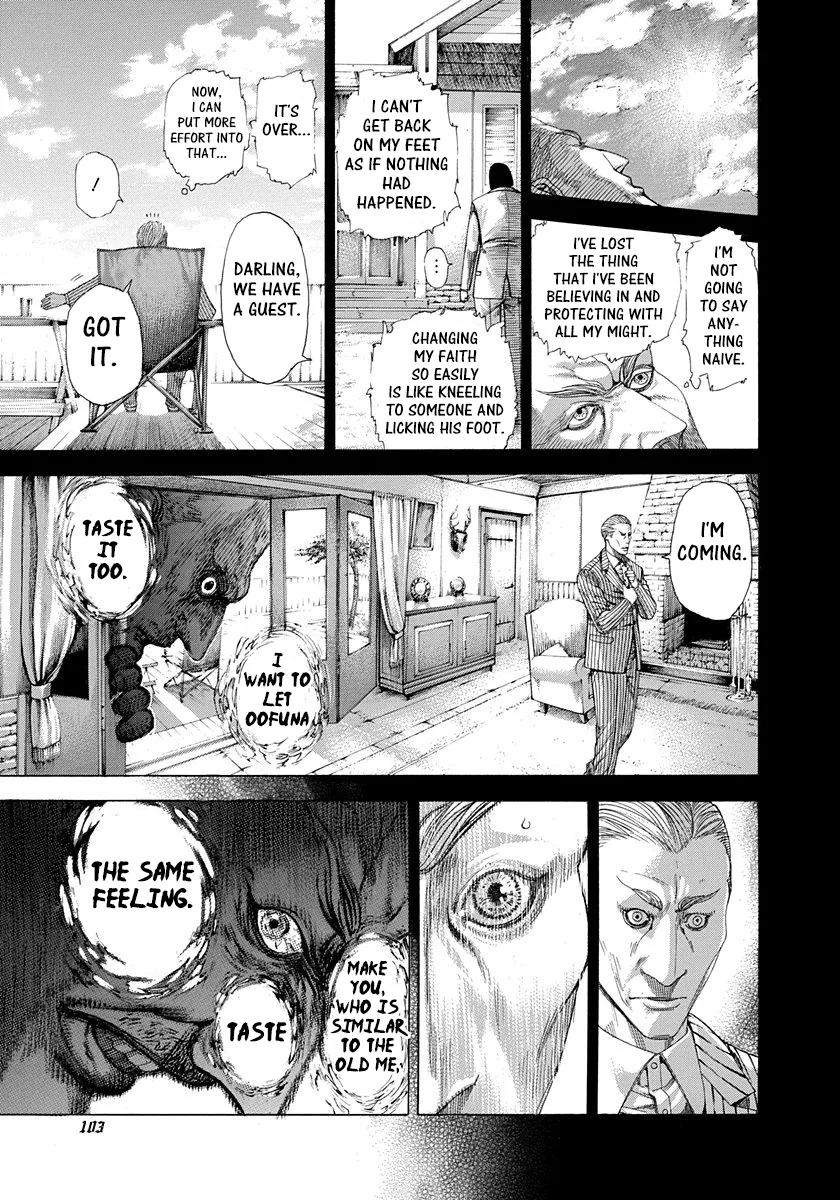 I'M
NOT
GOING
TO SAY
ANY-
THING
NAIVE.
I'VE LOST
THE THING
THAT I'VE BEEN
BELIEVING IN AND
PROTECTING WITH
ALL MY MIGHT.
I CAN'T
GET BACK
ON MY FEET
AS IF NOTHING
HAD
HAPPENED.
...
CHANGING
MY FAITH
SO EASILY
IS LIKE KNEELING
TO SOMEONE AND
LICKING HIS FOOT.
IT'S
OVER...
NOW,
I CAN
PUT MORE
EFFORT INTO
THAT...
!
DARLING,
WE HAVE
A GUEST.
GOT
IT.
I'M
COMING.
I
WANT TO
LET
OOFUNA
TASTE
IT
TOO.
MAKE
YOU,
WHO IS
SIMILAR
TO THE
OLD ME,
TASTE
THE SAME
FEELING.
103